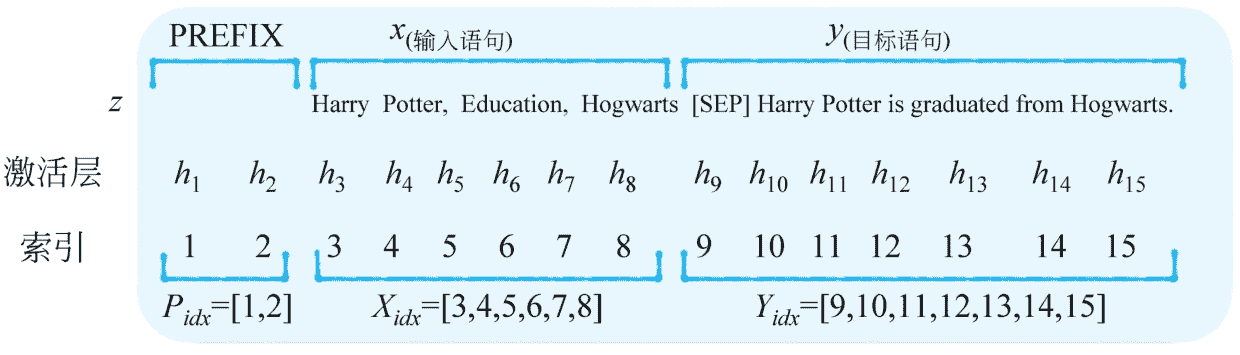 PREFIX x(输入语句) y(目标语句)
z Harry Potter, Education, Hogwarts [SEP] Harry Potter is graduated from Hogwarts.
激活层 h1 h2 h3 h4 h5 h6 h7 h8 h9 h10 h11 h12 h13 h14 h15
索引 1 2 3 4 5 6 7 8 9 10 11 12 13 14 15
Pidx=[1,2] Xidx=[3,4,5,6,7,8] Yidx=[9,10,11,12,13,14,15]